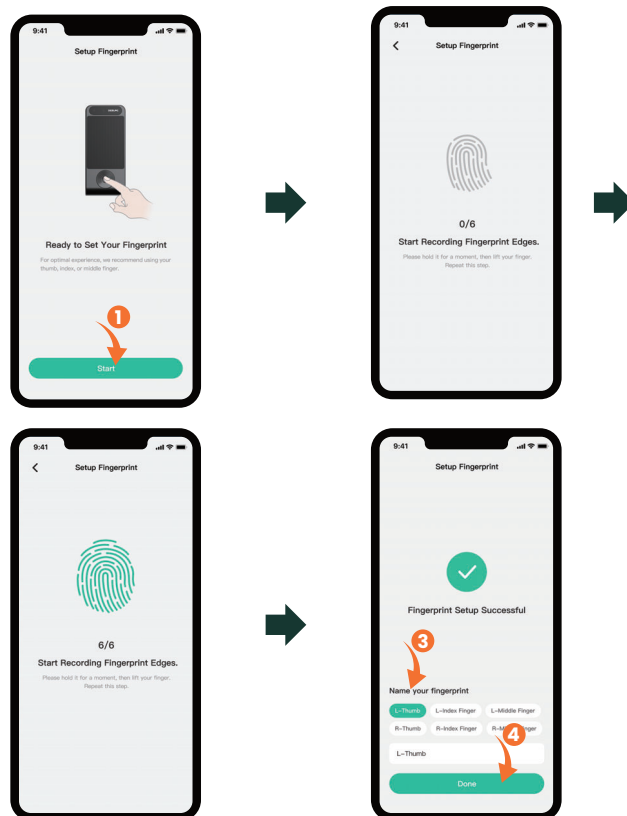 9:41
Setup Fingerprint
Ready to Set Your Fingerprint
For optimal experience, we recommend using your
thumb, index, or middle finger.
1
Start
9:41
Setup Fingerprint
0/6
Start Recording Fingerprint Edges.
Please hold it for a moment, then lift your finger.
Repeat this step.
9:41
Setup Fingerprint
6/6
Start Recording Fingerprint Edges.
Please hold it for a moment, then lift your finger.
Repeat this step.
9:41
Setup Fingerprint
Fingerprint Setup Successful
3
Name your fingerprint
L-Thumb L-Index Finger L-Middle Finger
R-Thumb R-Index Finger
4
L-Thumb
Done